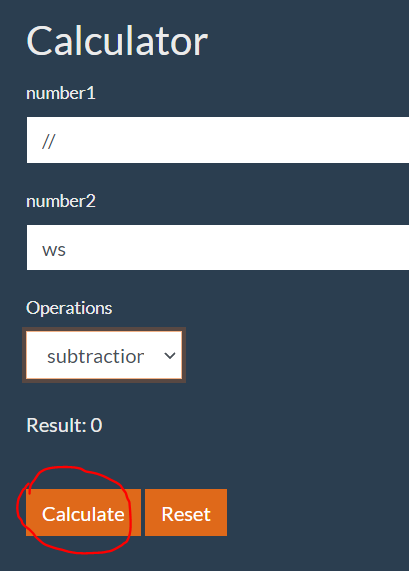 Calculator
number1
//
number2
ws
Operations
subtraction
Result: 0
Calculate Reset